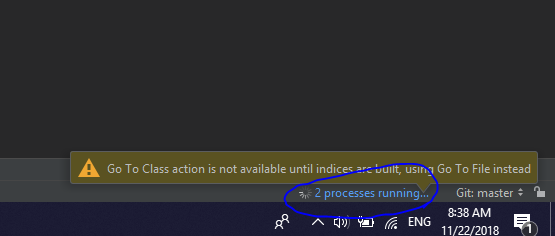 Go To Class action is not available until indices are built, using Go To File instead
2 processes running... Git: master
ENG 8:38 AM
11/22/2018
1